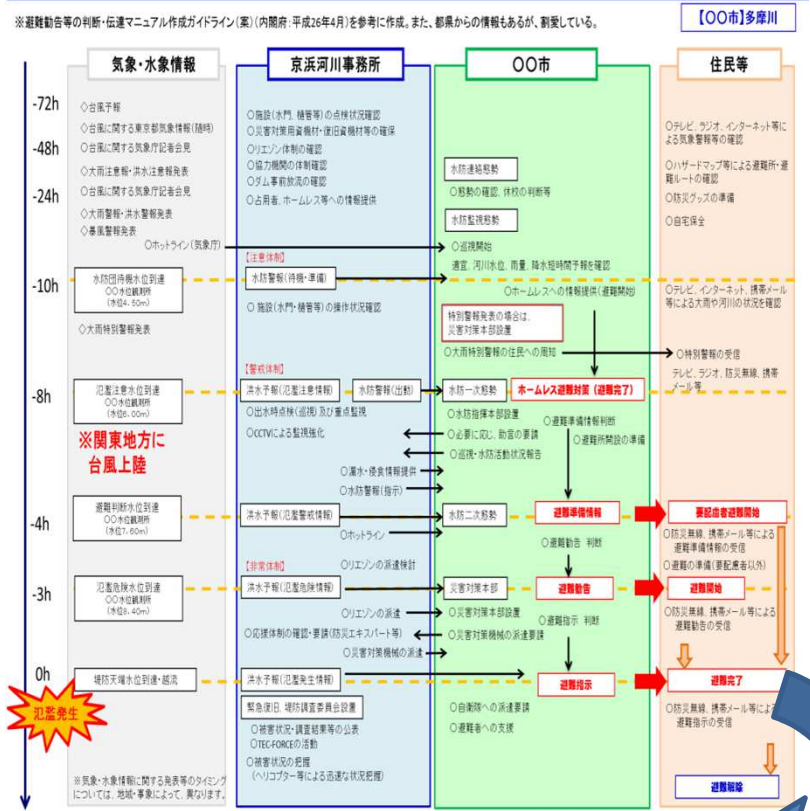 ※避難勧告等の判断・伝達マニュアル作成ガイドライン(案)(内閣府:平成26年4月)を参考に作成。また、都県からの情報もあるが、割愛している。
【〇〇市】多摩川
気象・水象情報
京浜河川事務所
〇〇市
住民等
-72h
-48h
-24h
-10h
-8h
-4h
-3h
0h
氾濫発生
◇台風予報
◇台風に関する東京都気象情報(随時)
〇台風に関する気象庁記者会見
◇大雨注意報・洪水注意報発表
〇台風に関する気象庁記者会見
◇大雨警報・洪水警報発表
◇暴風警報発表
〇ホットライン(気象庁)
水防団待機水位到達
〇〇水位観測所
(水位4.50m)
◇大雨特別警報発表
氾濫注意水位到達
〇〇水位観測所
(水位6.00m)
※関東地方に
台風上陸
避難判断水位到達
〇〇水位観測所
(水位7.60m)
氾濫危険水位到達
〇〇水位観測所
(水位8.40m)
堤防天端水位到達・越流
※気象・水象情報に関する発表等のタイミング
については、地域・事象によって、異なります。
〇施設(水門、樋管等)の点検状況確認
〇災害対策用資機材・復旧資機材等の確保
〇リエゾン体制の確認
〇協力機関の体制確認
〇ダム事前放流の確認
〇占用者、ホームレス等への情報提供
【注意体制】
水防警報(待機・準備)
〇 施設(水門・樋管等)の操作状況確認
【警戒体制】
洪水予報(氾濫注意情報)
水防警報(出動)
〇出水時点検(巡視)及び重点監視
〇CCTVによる監視強化
〇漏水・侵食情報提供
〇水防警報(指示)
洪水予報(氾濫警戒情報)
〇ホットライン
【非常体制】
〇リエゾンの派遣検討
洪水予報(氾濫危険情報)
〇リエゾンの派遣
〇応援体制の確認・要請(防災エキスパート等)
〇災害対策機械の派遣
洪水予報(氾濫発生情報)
緊急復旧、堤防調査委員会設置
〇被害状況・調査結果等の公表
〇TEC-FORCEの活動
〇被害状況の把握
(ヘリコプター等による迅速な状況把握)
水防連絡態勢
〇態勢の確認、休校の判断等
水防監視態勢
〇巡視開始
適宜、河川水位、雨量、降水短時間予報を確認
〇ホームレスへの情報提供(避難開始)
特別警報発表の場合は、
災害対策本部設置
〇大雨特別警報の住民への周知
水防一次態勢
ホームレス避難対策(避難完了)
〇水防指揮本部設置
〇必要に応じ、助言の要請
〇巡視・水防活動状況報告
〇避難準備情報判断
〇避難所開設の準備
水防二次態勢
避難準備情報
〇避難勧告 判断
災害対策本部
避難勧告
〇災害対策本部設置
〇避難指示 判断
〇災害対策機械の派遣要請
避難指示
〇自衛隊への派遣要請
〇避難者への支援
〇テレビ、ラジオ、インターネット等に
よる気象警報等の確認
〇ハザードマップ等による避難所・避
難ルートの確認
〇防災グッズの準備
〇自宅保全
〇テレビ、インターネット、携帯メール
等による大雨や河川の状況を確認
〇特別警報の受信
テレビ、ラジオ、防災無線、携帯
メール等
要配慮者避難開始
〇防災無線、携帯メール等による
避難準備情報の受信
〇避難の準備(要配慮者以外)
避難開始
〇防災無線、携帯メール等による
避難勧告の受信
避難完了
〇防災無線、携帯メール等による
避難指示の受信
避難解除